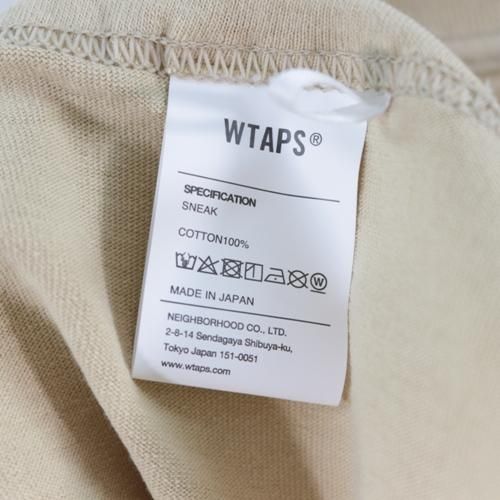 WTAPS®
SPECIFICATION
SNEAK
COTTON100%
W
MADE IN JAPAN
NEIGHBORHOOD CO., LTD.
2-8-14 Sendagaya Shibuya-ku,
Tokyo Japan 151-0051
www.wtaps.com